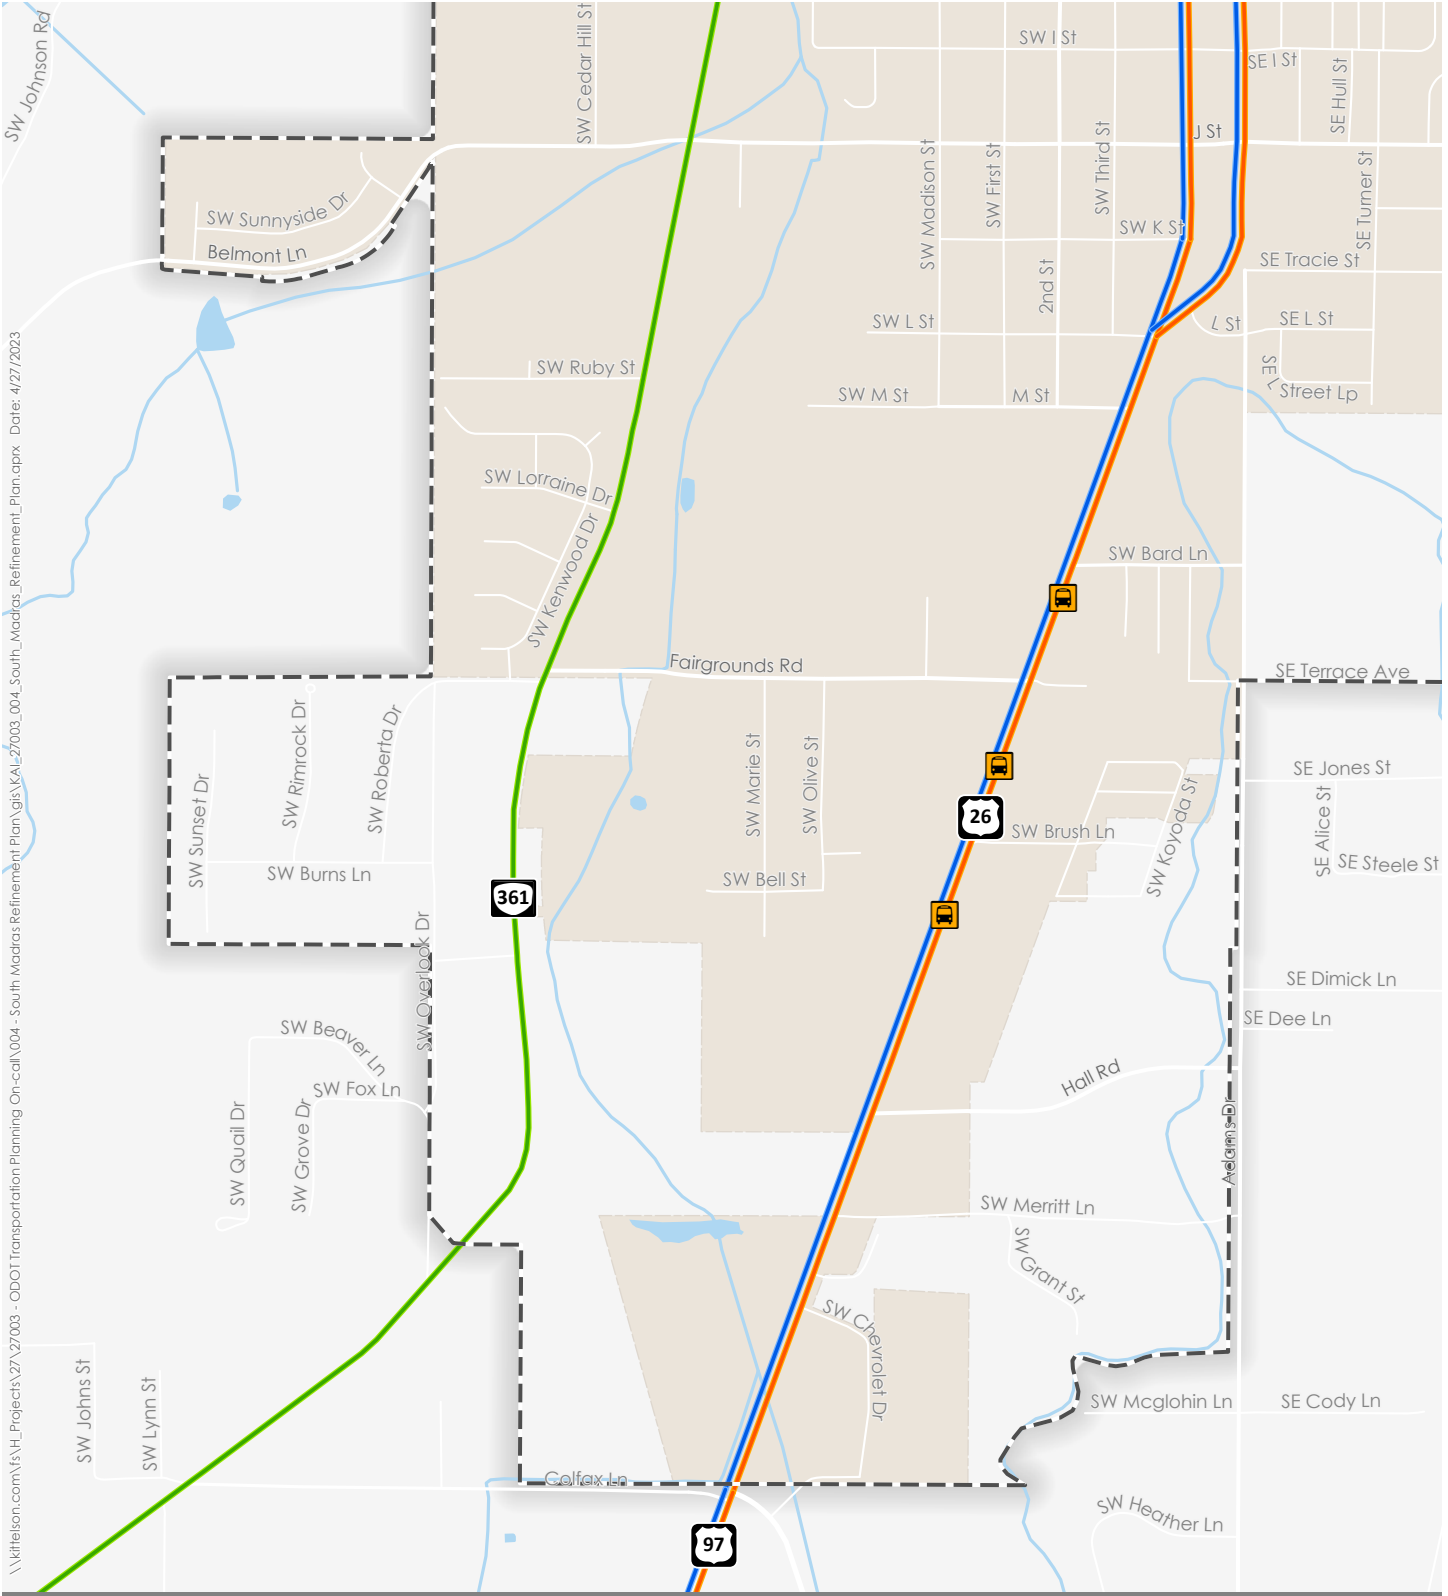 SW Johnson Rd
SW Cedar Hill St
SW I St
SE I St
SE Hull St
J St
SW Madison St
SW First St
SW Third St
SE Turner St
SW Sunnyside Dr
Belmont Ln
SW K St
SE Tracie St
2nd St
SW L St
L St
SE L St
SW Ruby St
SE L
Street Lp
SW M St
M St
SW Lorraine Dr
SW Kenwood Dr
SW Bard Ln
Fairgrounds Rd
SE Terrace Ave
SW Rimrock Dr
SW Roberta Dr
SW Sunset Dr
SW Marie St
SW Olive St
SE Jones St
26
SW Brush Ln
SW Koyoda St
SE Alice St
SE Steele St
SW Burns Ln
SW Bell St
361
SW Overlook Dr
SE Dimick Ln
SE Dee Ln
SW Beaver Ln
SW Fox Ln
Hall Rd
SW Quail Dr
SW Grove Dr
Adams Dr
SW Merritt Ln
SW
Grant St
SW Chevrolet Dr
SW Johns St
SW Lynn St
SW Mcglohin Ln
SE Cody Ln
Colfax Ln
SW Heather Ln
97
\\kittelson.com\fs\H_Projects\27\27003 - ODOT Transportation Planning On-call\004 - South Madras Refinement Plan\gis\KAI_27003_004_South_Madras_Refinement_Plan.aprx Date: 4/27/2023